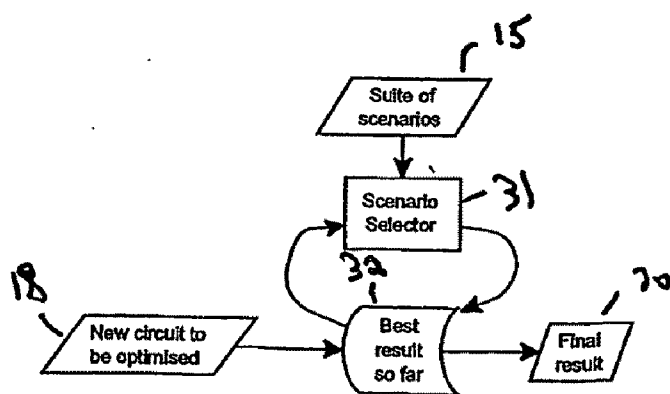 15
Suite of
scenarios
Scenario
Selector
31
32
18
New circuit to
be optimised
Best
result
so far
20
Final
result